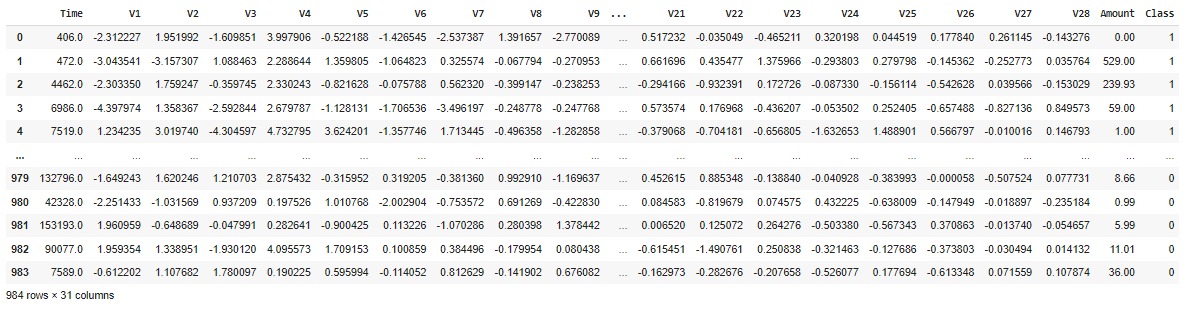 Time V1 V2 V3 V4 V5 V6 V7 V8 V9 ... V21 V22 V23 V24 V25 V26 V27 V28 Amount Class
0 406.0 -2.312227 1.951992 -1.609851 3.997906 -0.522188 -1.426545 -2.537387 1.391657 -2.770089 ... 0.517232 -0.035049 -0.465211 0.320198 0.044519 0.177840 0.261145 -0.143276 0.00 1
1 472.0 -3.043541 -3.157307 1.088463 2.288644 1.359805 -1.064823 0.325574 -0.067794 -0.270953 ... 0.661696 0.435477 1.375966 -0.293803 0.279798 -0.145362 -0.252773 0.035764 529.00 1
2 4462.0 -2.303350 1.759247 -0.359745 2.330243 -0.821628 -0.075788 0.562320 -0.399147 -0.238253 ... -0.294166 -0.932391 0.172726 -0.087330 -0.156114 -0.542628 0.039566 -0.153029 239.93 1
3 6986.0 -4.397974 1.358367 -2.592844 2.679787 -1.128131 -1.706536 -3.496197 -0.248778 -0.247768 ... 0.573574 0.176968 -0.436207 -0.053502 0.252405 -0.657488 -0.827136 0.849573 59.00 1
4 7519.0 1.234235 3.019740 -4.304597 4.732795 3.624201 -1.357746 1.713445 -0.496358 -1.282858 ... -0.379068 -0.704181 -0.656805 -1.632653 1.488901 0.566797 -0.010016 0.146793 1.00 1
... ... ... ... ... ... ... ... ... ... ... ... ... ... ... ... ... ... ... ... ... ...
979 132796.0 -1.649243 1.620246 1.210703 2.875432 -0.315952 0.319205 -0.381360 0.992910 -1.169637 ... 0.452615 0.885348 -0.138840 -0.040928 -0.383993 -0.000058 -0.507524 0.077731 8.66 0
980 42328.0 -2.251433 -1.031569 0.937209 0.197526 1.010768 -2.002904 -0.753572 0.691269 -0.422830 ... 0.084583 -0.819679 0.074575 0.432225 -0.638009 -0.147949 -0.018897 -0.235184 0.99 0
981 153193.0 1.960959 -0.648689 -0.047991 0.282641 -0.900425 0.113226 -1.070286 0.280398 1.378442 ... 0.006520 0.125072 0.264276 -0.503380 -0.567343 0.370863 -0.013740 -0.054657 5.99 0
982 90077.0 1.959354 1.338951 -1.930120 4.095573 1.709153 0.100859 0.384496 -0.179954 0.080438 ... -0.615451 -1.490761 0.250838 -0.321463 -0.127686 -0.373803 -0.030494 0.014132 11.01 0
983 7589.0 -0.612202 1.107682 1.780097 0.190225 0.595994 -0.114052 0.812629 -0.141902 0.676082 ... -0.162973 -0.282676 -0.207658 -0.526077 0.177694 -0.613348 0.071559 0.107874 36.00 0
984 rows × 31 columns